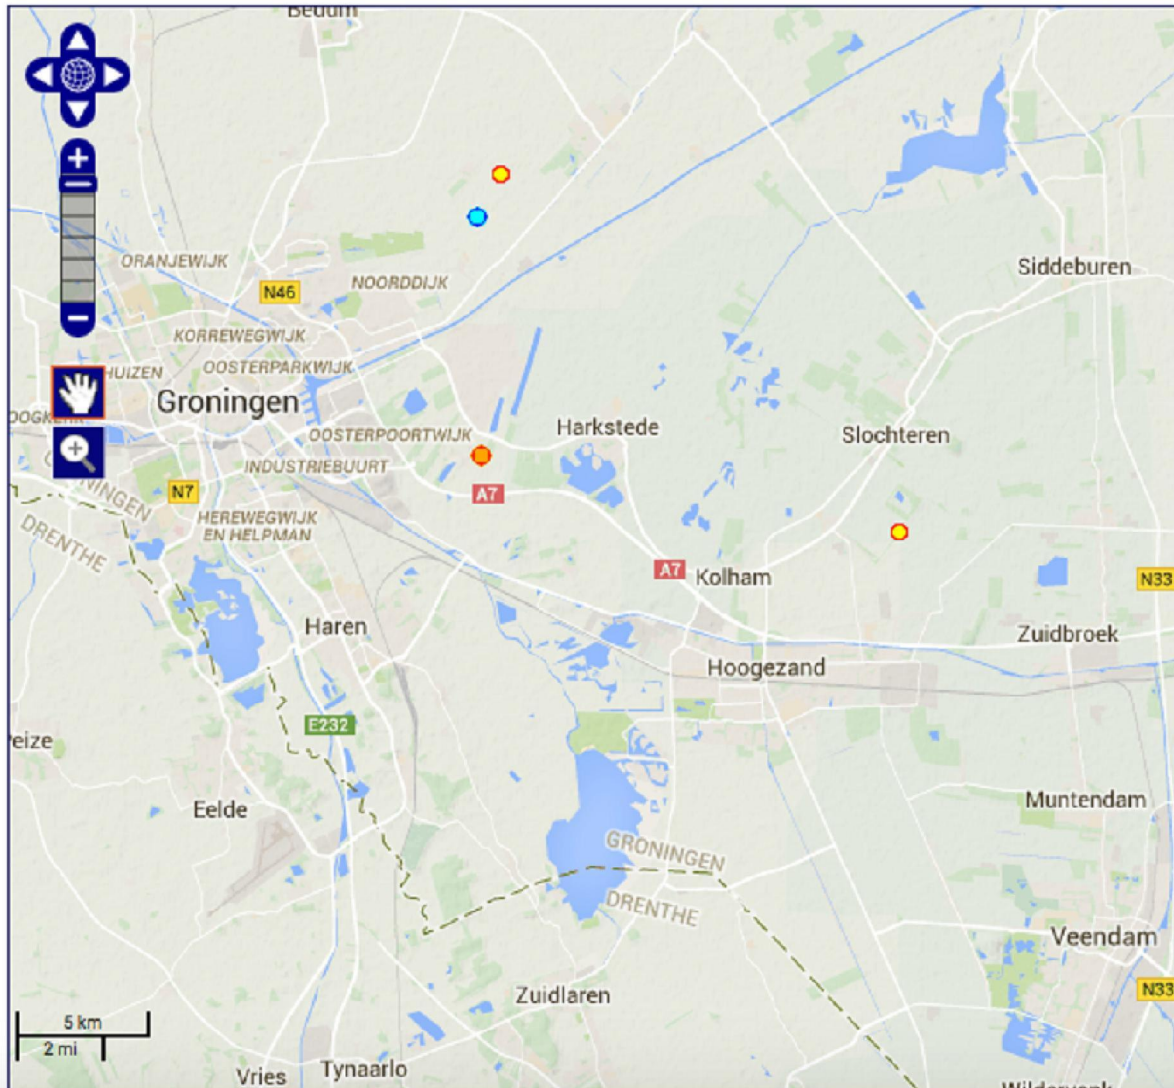 Bedum
ORANJEWIJK
N46
NOORDDIJK
Siddeburen
KORREWEGWIJK
HUIZEN
OOSTERPARKWIJK
Groningen
OOSTERPOORTWIJK
Harkstede
Slochteren
INDUSTRIEBUURT
N7
A7
GRONINGEN
DRENTHE
HEREWEGWIJK
EN HELPMAN
A7
Kolham
N33
Haren
Zuidbroek
Hoogezand
E232
eize
Eelde
Muntendam
GRONINGEN
DRENTHE
Veendam
Zuidlaren
N33
5 km
2 mi
Vries
Tynaarlo